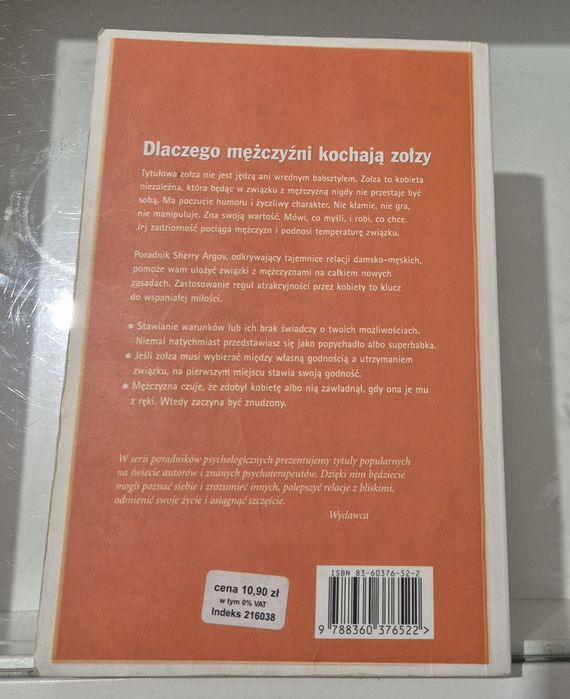 Dlaczego mężczyźni kochają zołzy
Tytułowa zołza nie jest jędzą ani wrednym babsztylem. Zołza to kobieta
niezależna, która będąc w związku z mężczyzną nigdy nie przestaje być
sobą. Ma poczucie humoru i życzliwy charakter. Nie kłamie, nie gra,
nie manipuluje. Zna swoją wartość. Mówi, co myśli, i robi, co chce.
Jej zadziorność pociąga mężczyzn i podnosi temperaturę związku.
Poradnik Sherry Argov, odkrywający tajemnice relacji damsko-męskich,
pomoże wam ułożyć związki z mężczyznami na całkiem nowych
zasadach. Zastosowanie reguł atrakcyjności przez kobiety to klucz
do wspaniałej miłości.
* Stawianie warunków lub ich brak świadczy o twoich możliwościach.
Niemal natychmiast przedstawiasz się jako popychadło albo superbabka.
* Jeśli zołza musi wybierać między własną godnością a utrzymaniem
związku, na pierwszym miejscu stawia swoją godność.
* Mężczyzna czuje, że zdobył kobietę albo nią zawładnął, gdy ona je mu
z ręki. Wtedy zaczyna być znudzony.
W serii poradników psychologicznych prezentujemy tytuły popularnych
na świecie autorów i znanych psychoterapeutów. Dzięki nim będziecie
mogli poznać siebie i zrozumieć innych, polepszyć relacje z bliskimi,
odmienić swoje życie i osiągnąć szczęście.
Wydawca
cena 10,90 zł
w tym 0% VAT
Indeks 216038
ISBN 83-60376-52-2
9 788360 376522 >